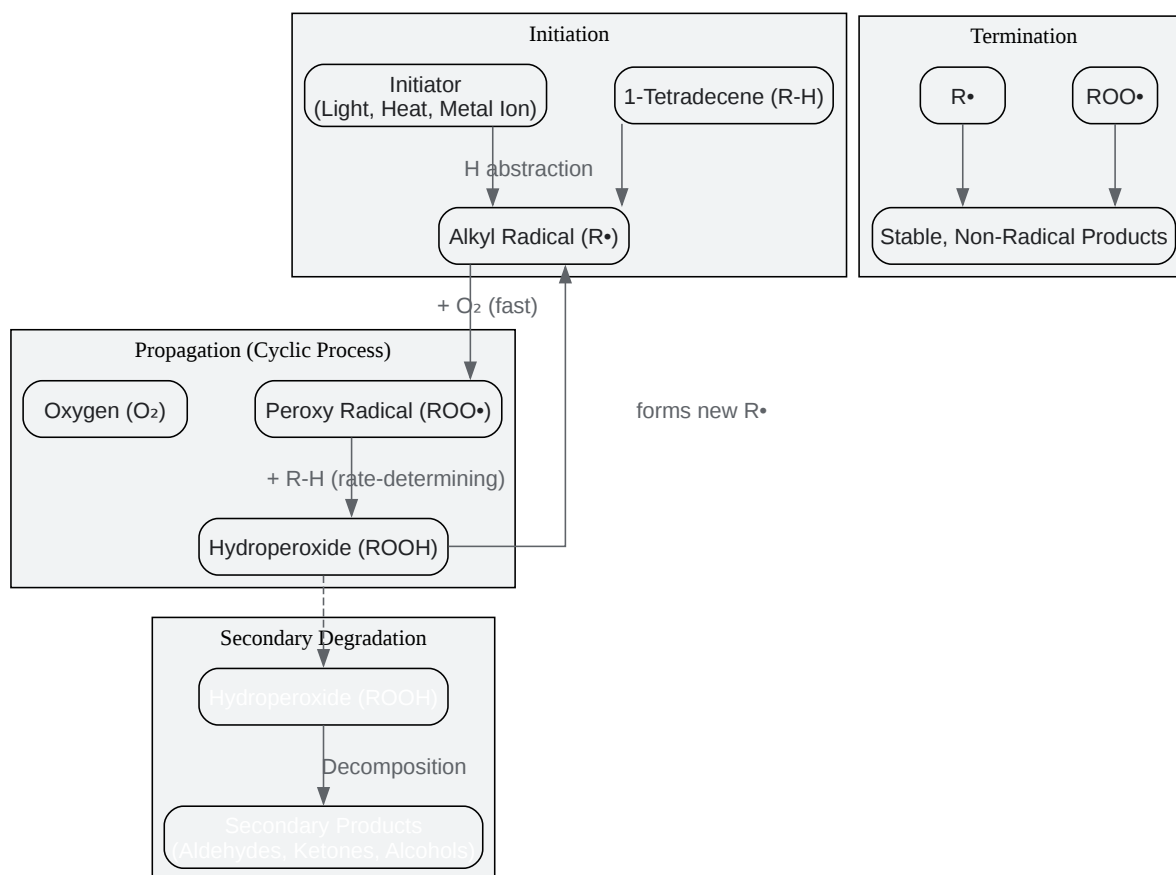 Initiation
Initiator
(Light, Heat, Metal Ion)
1-Tetradecene (R-H)
H abstraction
Alkyl Radical (R•)
Termination
R•
ROO•
Stable, Non-Radical Products
+ O₂ (fast)
Propagation (Cyclic Process)
Oxygen (O₂)
Peroxy Radical (ROO•)
forms new R•
+ R-H (rate-determining)
Hydroperoxide (ROOH)
Secondary Degradation
Hydroperoxide (ROOH)
Decomposition
Secondary Products
(Aldehydes, Ketones, Alcohols)